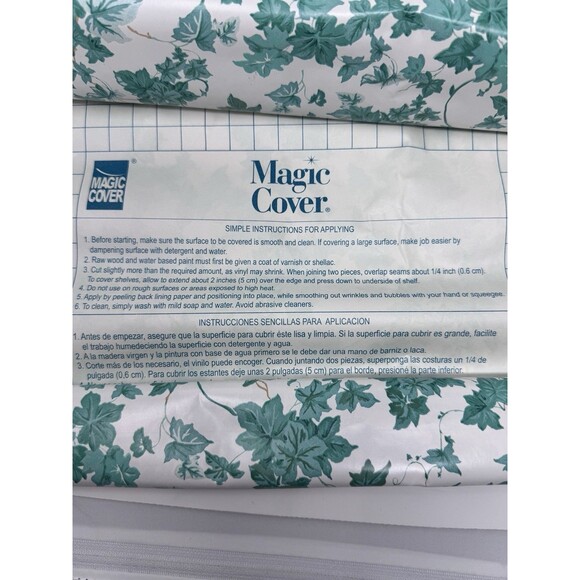 MAGIC
COVER
®
Magic
Cover®
SIMPLE INSTRUCTIONS FOR APPLYING
1. Before starting, make sure the surface to be covered is smooth and clean. If covering a large surface, make job easier by
dampening surface with detergent and water.
2. Raw wood and water based paint must first be given a coat of varnish or shellac.
3. Cut slightly more than the required amount, as vinyl may shrink. When joining two pieces, overlap seams about 1/4 inch (0.6 cm).
To cover shelves, allow to extend about 2 inches (5 cm) over the edge and press down to underside of shelf.
4. Do not use on rough surfaces or areas exposed to high heat.
5. Apply by peeling back lining paper and positioning into place, while smoothing out wrinkles and bubbles with your hand or squeegee.
6. To clean, simply wash with mild soap and water. Avoid abrasive cleaners.
INSTRUCCIONES SENCILLAS PARA APLICACION
1. Antes de empezar, asegure que la superficie para cubrir éste lisa y limpia. Si la superficie para cubrir es grande, facilite
el trabajo humedeciendo la superficie con detergente y agua.
2. A la madera virgen y la pintura con base de agua primero se le debe dar una mano de barniz o laca.
3. Corte más de los necesario, el vinilo puede encoger. Cuando juntando dos piezas, superponga las costuras un 1/4 de
pulgada (0,6 cm). Para cubrir los estantes deje unas 2 pulgadas (5 cm) para el borde, presione la parte inferior.